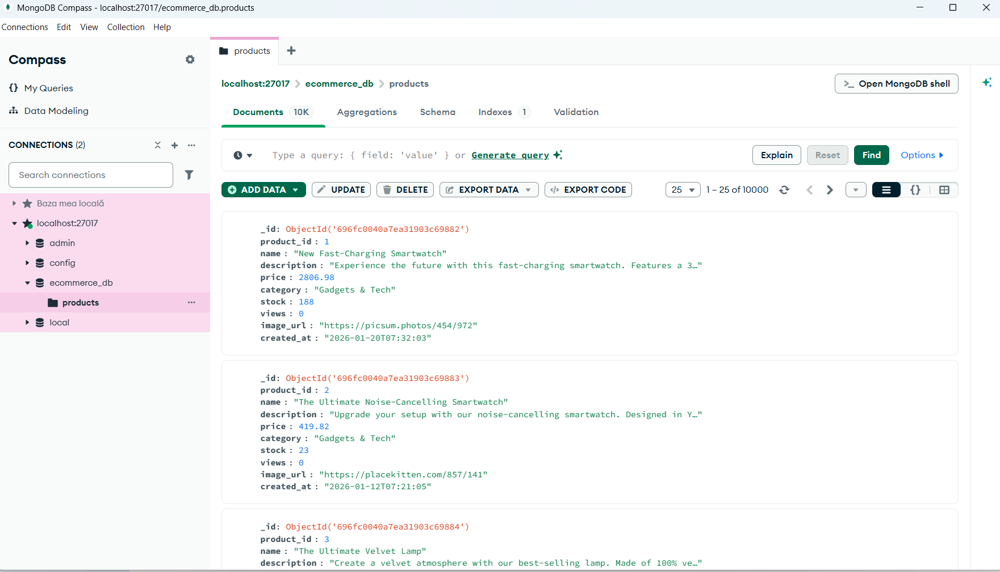 MongoDB Compass - localhost:27017/ecommerce_db.products
Connections Edit View Collection Help
Compass
My Queries
Data Modeling
CONNECTIONS (2)
Search connections
Baza mea locală
localhost:27017
admin
config
ecommerce_db
products
local
products
localhost:27017 > ecommerce_db > products
>_ Open MongoDB shell
Documents 10K Aggregations Schema Indexes 1 Validation
Type a query: { field: 'value' } or Generate query
Explain Reset Find Options
ADD DATA UPDATE DELETE EXPORT DATA EXPORT CODE 25 1 – 25 of 10000
_id: ObjectId('696fc0040a7ea31903c69882')
product_id : 1
name : "New Fast-Charging Smartwatch"
description : "Experience the future with this fast-charging smartwatch. Features a 3…"
price : 2806.98
category : "Gadgets & Tech"
stock : 188
views : 0
image_url : "https://picsum.photos/454/972"
created_at : "2026-01-20T07:32:03"
_id: ObjectId('696fc0040a7ea31903c69883')
product_id : 2
name : "The Ultimate Noise-Cancelling Smartwatch"
description : "Upgrade your setup with our noise-cancelling smartwatch. Designed in Y…"
price : 419.82
category : "Gadgets & Tech"
stock : 23
views : 0
image_url : "https://placekitten.com/857/141"
created_at : "2026-01-12T07:21:05"
_id: ObjectId('696fc0040a7ea31903c69884')
product_id : 3
name : "The Ultimate Velvet Lamp"
description : "Create a velvet atmosphere with our best-selling lamp. Made of 100% ve…"